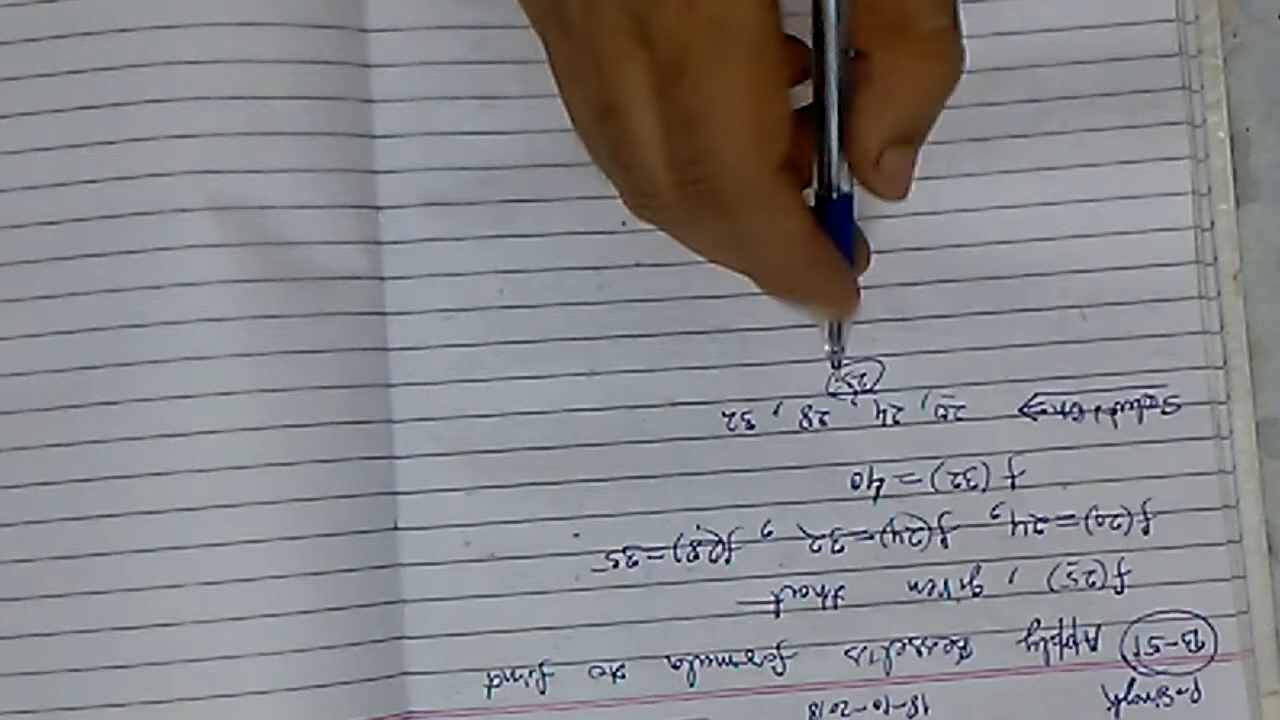 P-Singh 18-10-2018
B-51 Apply Bessel's formula to find
f(25), given that
f(20)=24, f(24)=32, f(28)=35
f(32)=40
Solution→ 20, 24, 28, 32
25